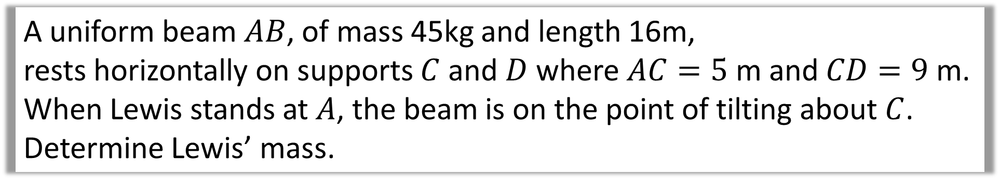 A uniform beam AB, of mass 45kg and length 16m,
rests horizontally on supports C and D where AC = 5 m and CD = 9 m.
When Lewis stands at A, the beam is on the point of tilting about C.
Determine Lewis’ mass.